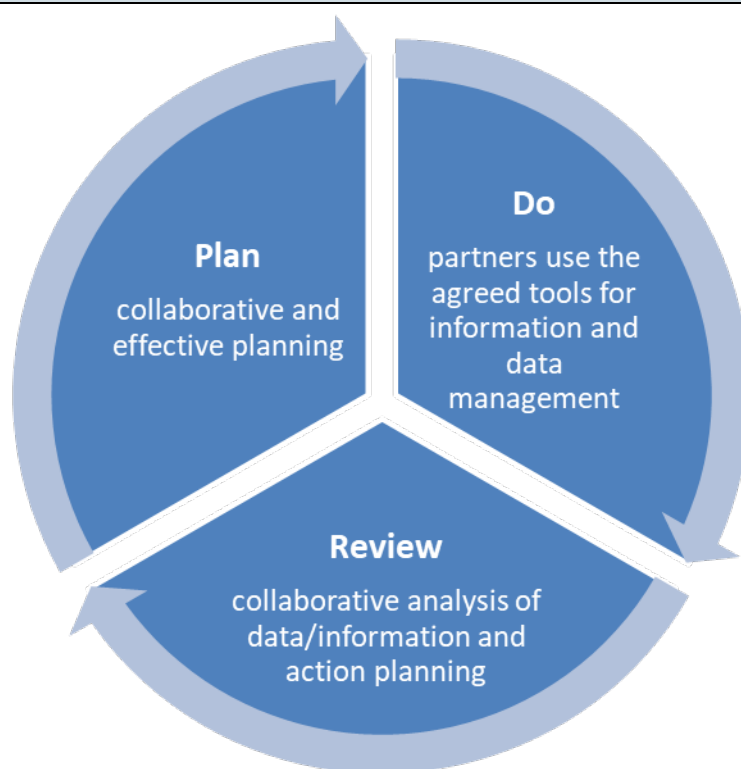 Plan
collaborative and
effective planning
Do
partners use the
agreed tools for
information and
data
management
Review
collaborative analysis of
data/information and
action planning